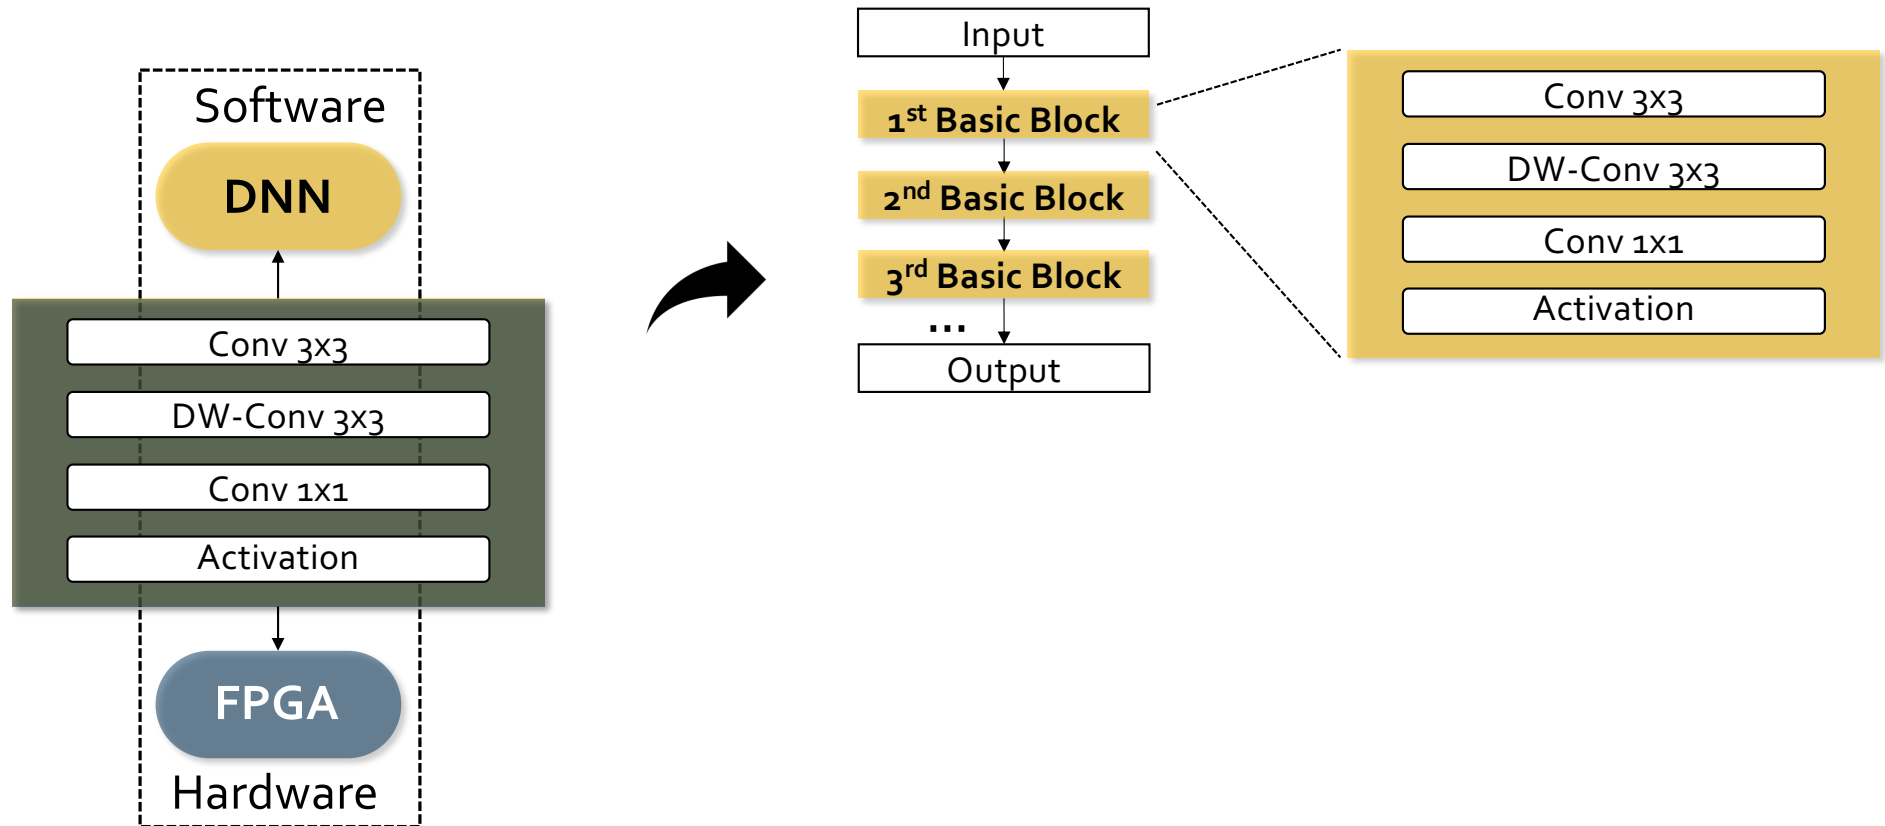 Software
DNN
Conv 3x3
DW-Conv 3x3
Conv 1x1
Activation
FPGA
Hardware
Input
1st Basic Block
2nd Basic Block
3rd Basic Block
...
Output
Conv 3x3
DW-Conv 3x3
Conv 1x1
Activation